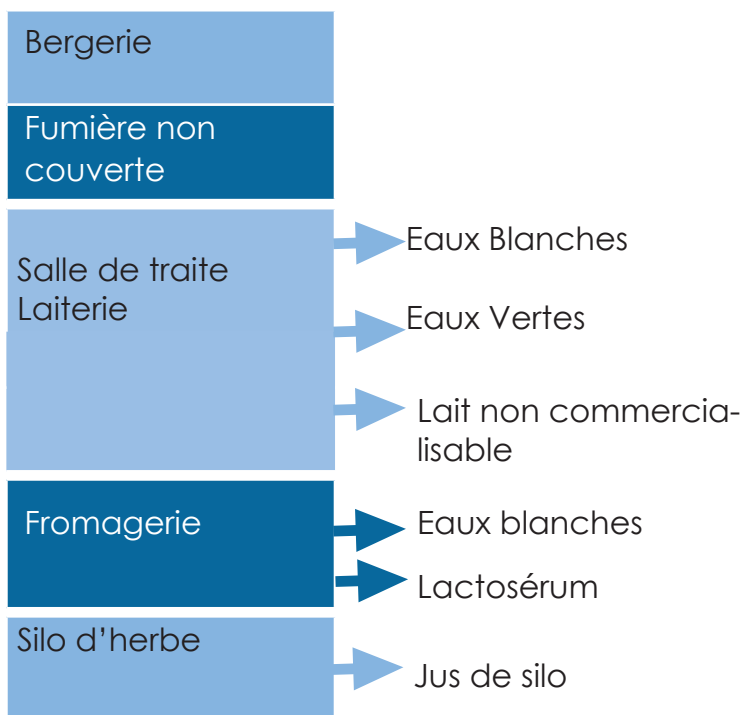 Bergerie
Fumière non
couverte
Salle de traite
Laiterie
Eaux Blanches
Eaux Vertes
Lait non commercia-
lisable
Fromagerie
Eaux blanches
Lactosérum
Silo d’herbe
Jus de silo